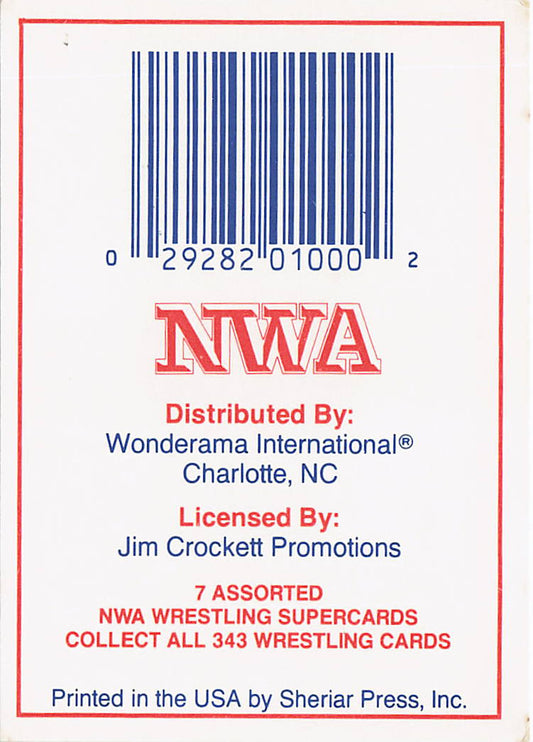 0 29282 01000 2
NWA
Distributed By:
Wonderama International®
Charlotte, NC
Licensed By:
Jim Crockett Promotions
7 ASSORTED
NWA WRESTLING SUPERCARDS
COLLECT ALL 343 WRESTLING CARDS
Printed in the USA by Sheriar Press, Inc.